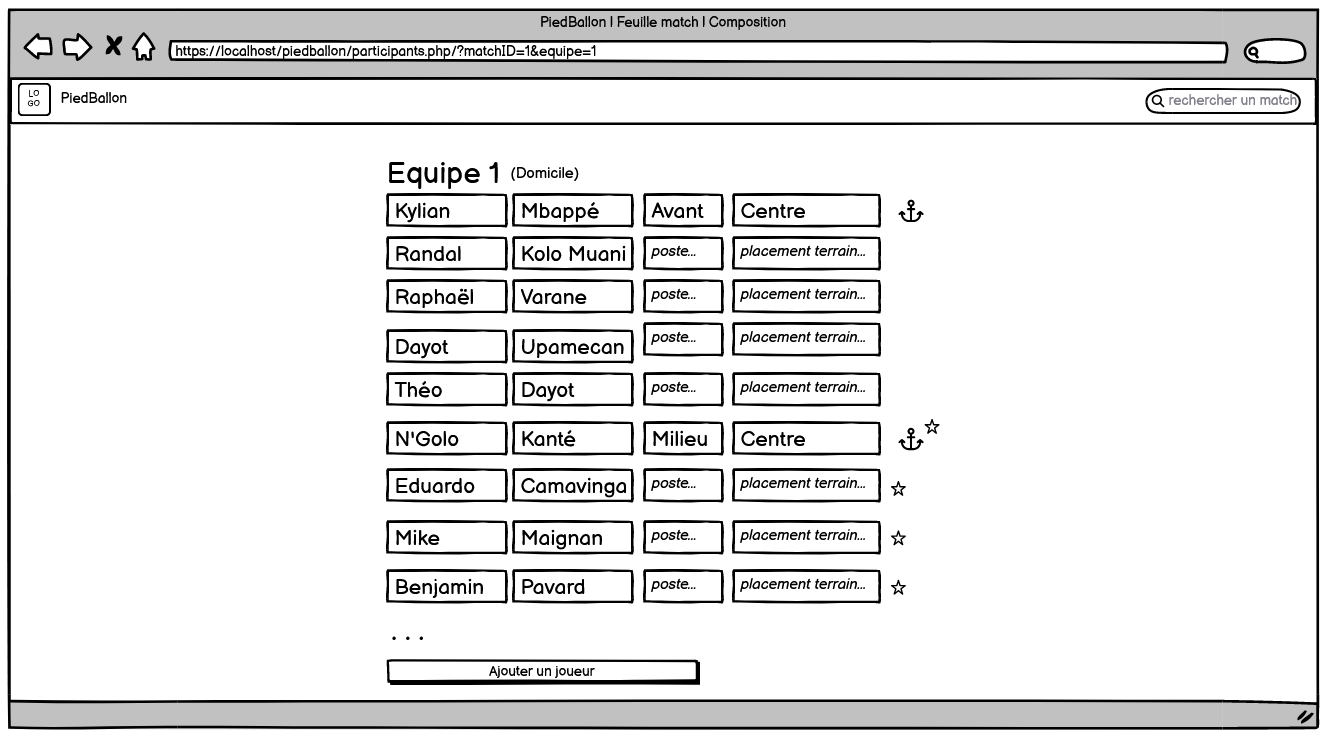 PiedBallon | Feuille match | Composition
https://localhost/piedballon/participants.php/?matchID=1&equipe=1
LO
GO
PiedBallon
rechercher un match
Equipe 1 (Domicile)
Kylian Mbappé Avant Centre
Randal Kolo Muani poste... placement terrain...
Raphaël Varane poste... placement terrain...
Dayot Upamecan poste... placement terrain...
Théo Dayot poste... placement terrain...
N'Golo Kanté Milieu Centre
Eduardo Camavinga poste... placement terrain...
Mike Maignan poste... placement terrain...
Benjamin Pavard poste... placement terrain...
...
Ajouter un joueur